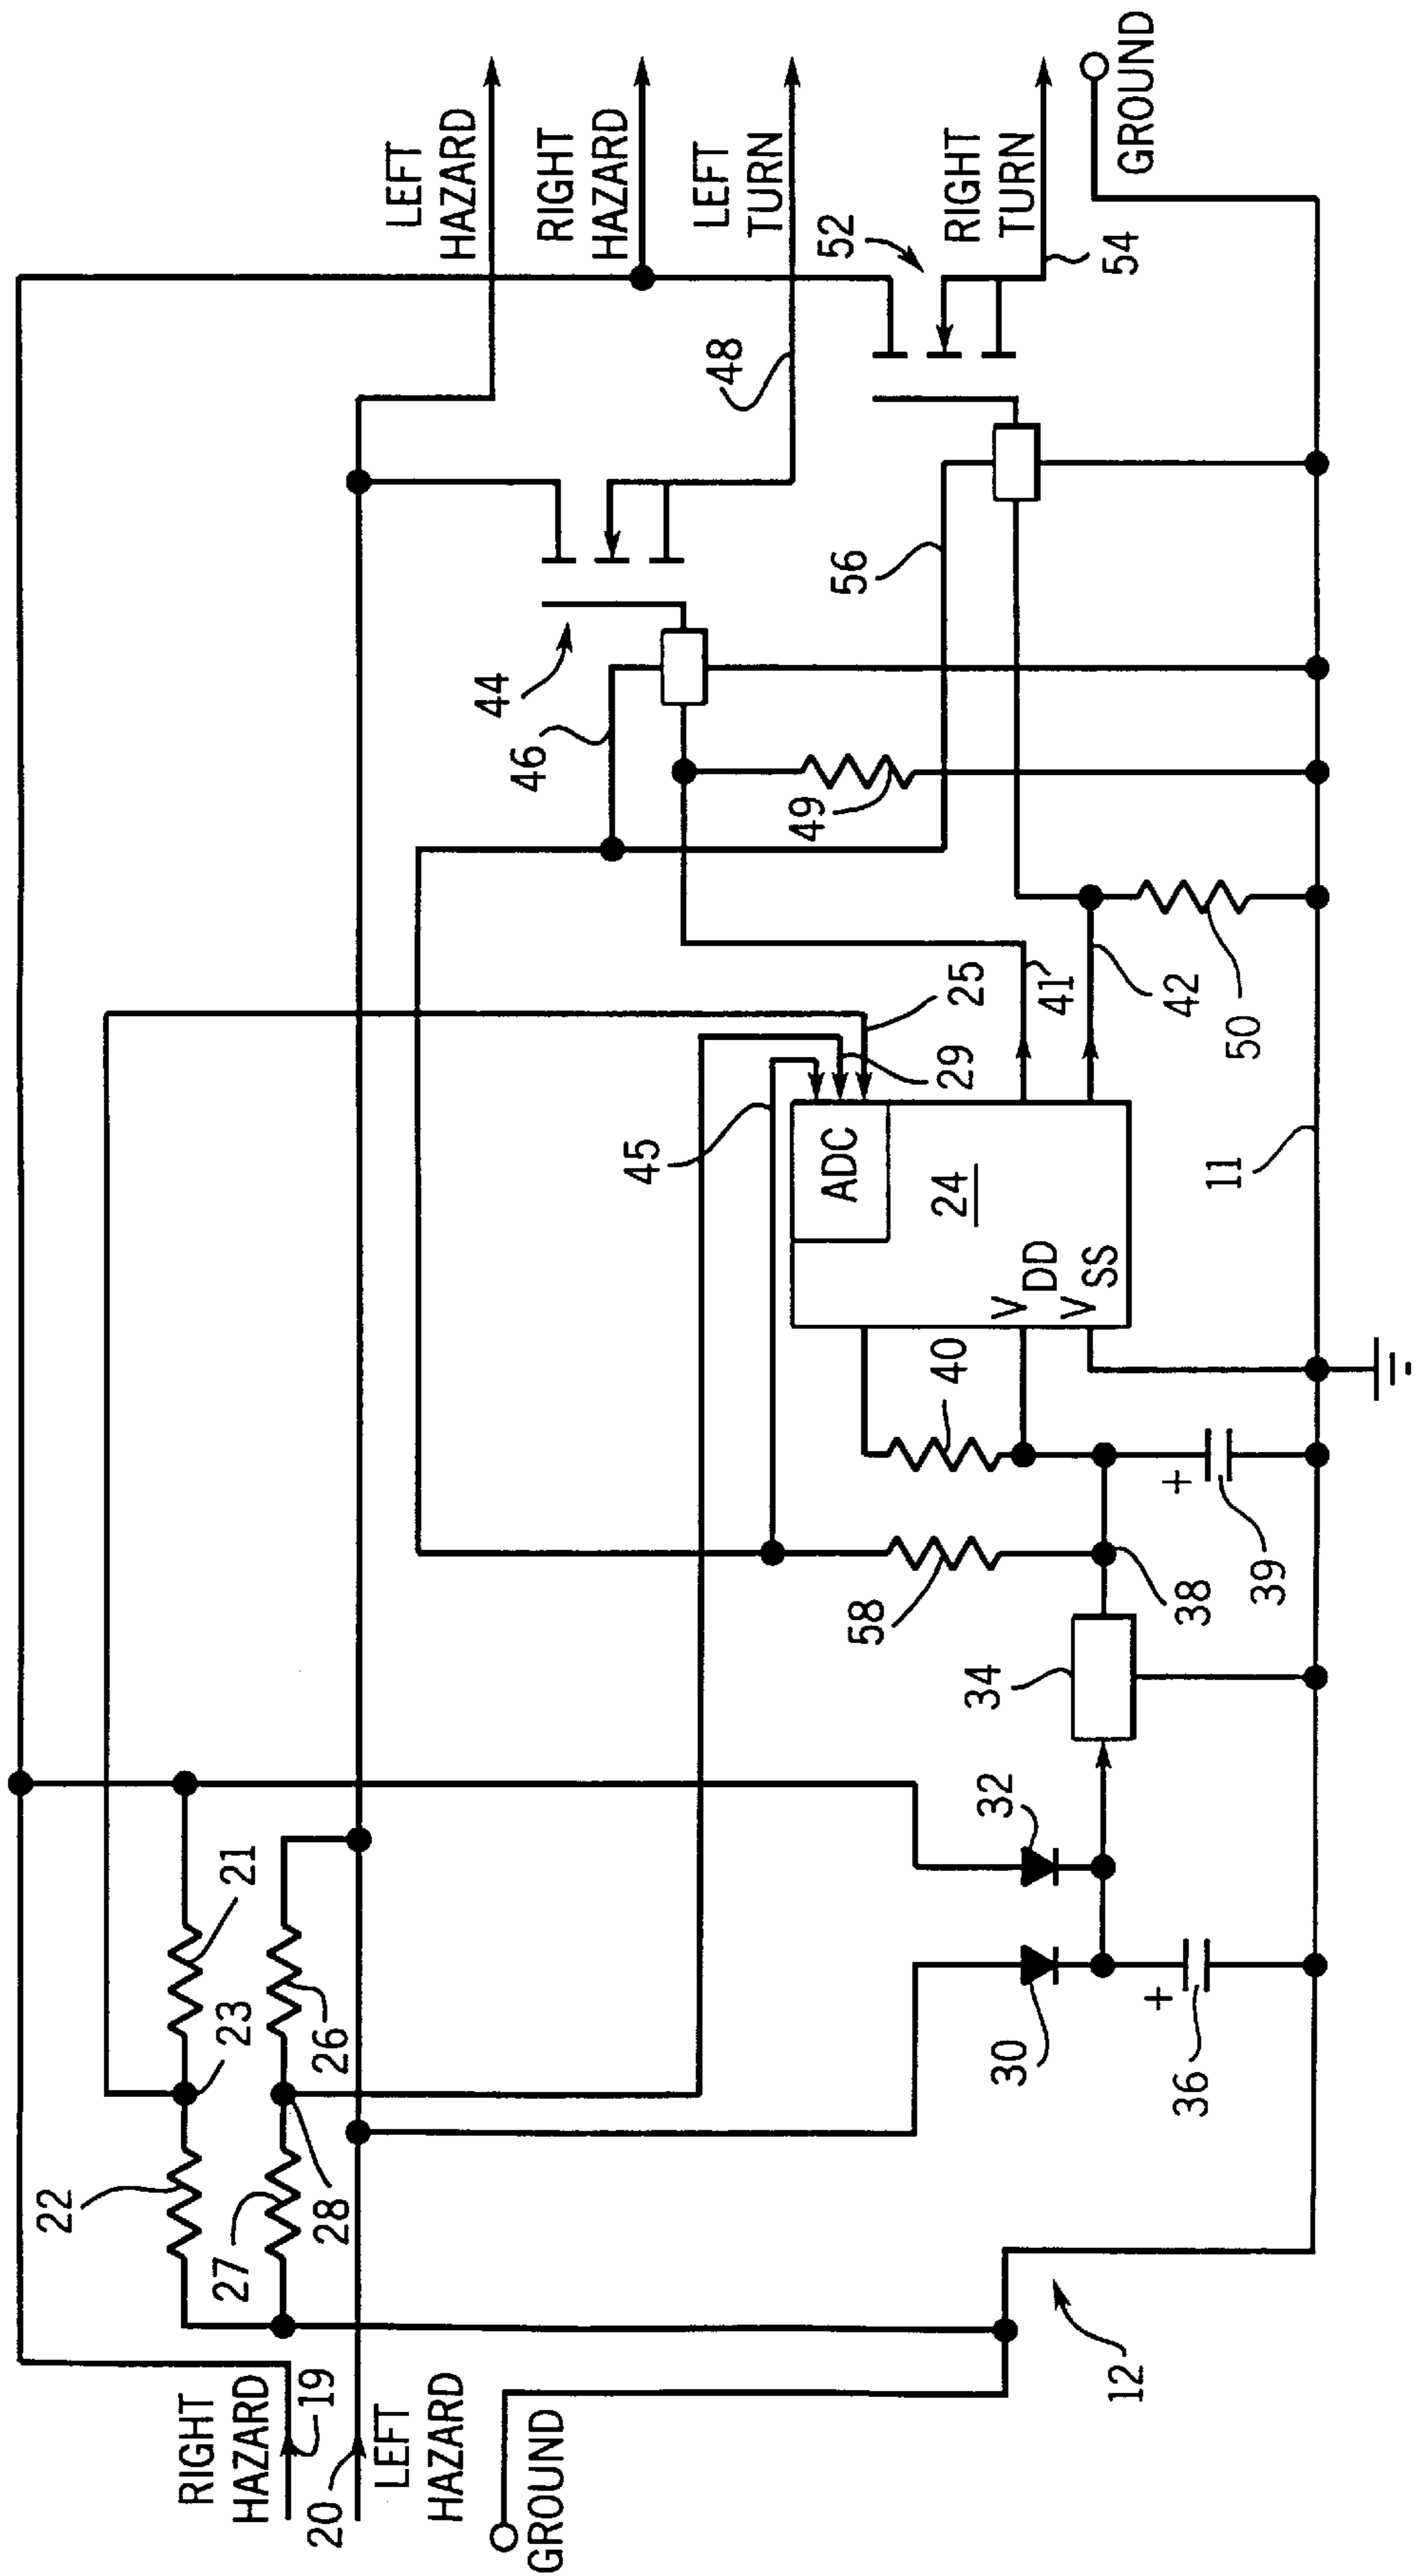 RIGHT
HAZARD
19
20
LEFT
HAZARD
GROUND
12
22
27
23
28
21
26
30
32
36
+
34
38
39
+
58
40
V
DD
V
SS
24
ADC
45
29
25
41
42
50
11
49
46
44
56
48
52
54
LEFT
HAZARD
RIGHT
HAZARD
LEFT
TURN
RIGHT
TURN
GROUND